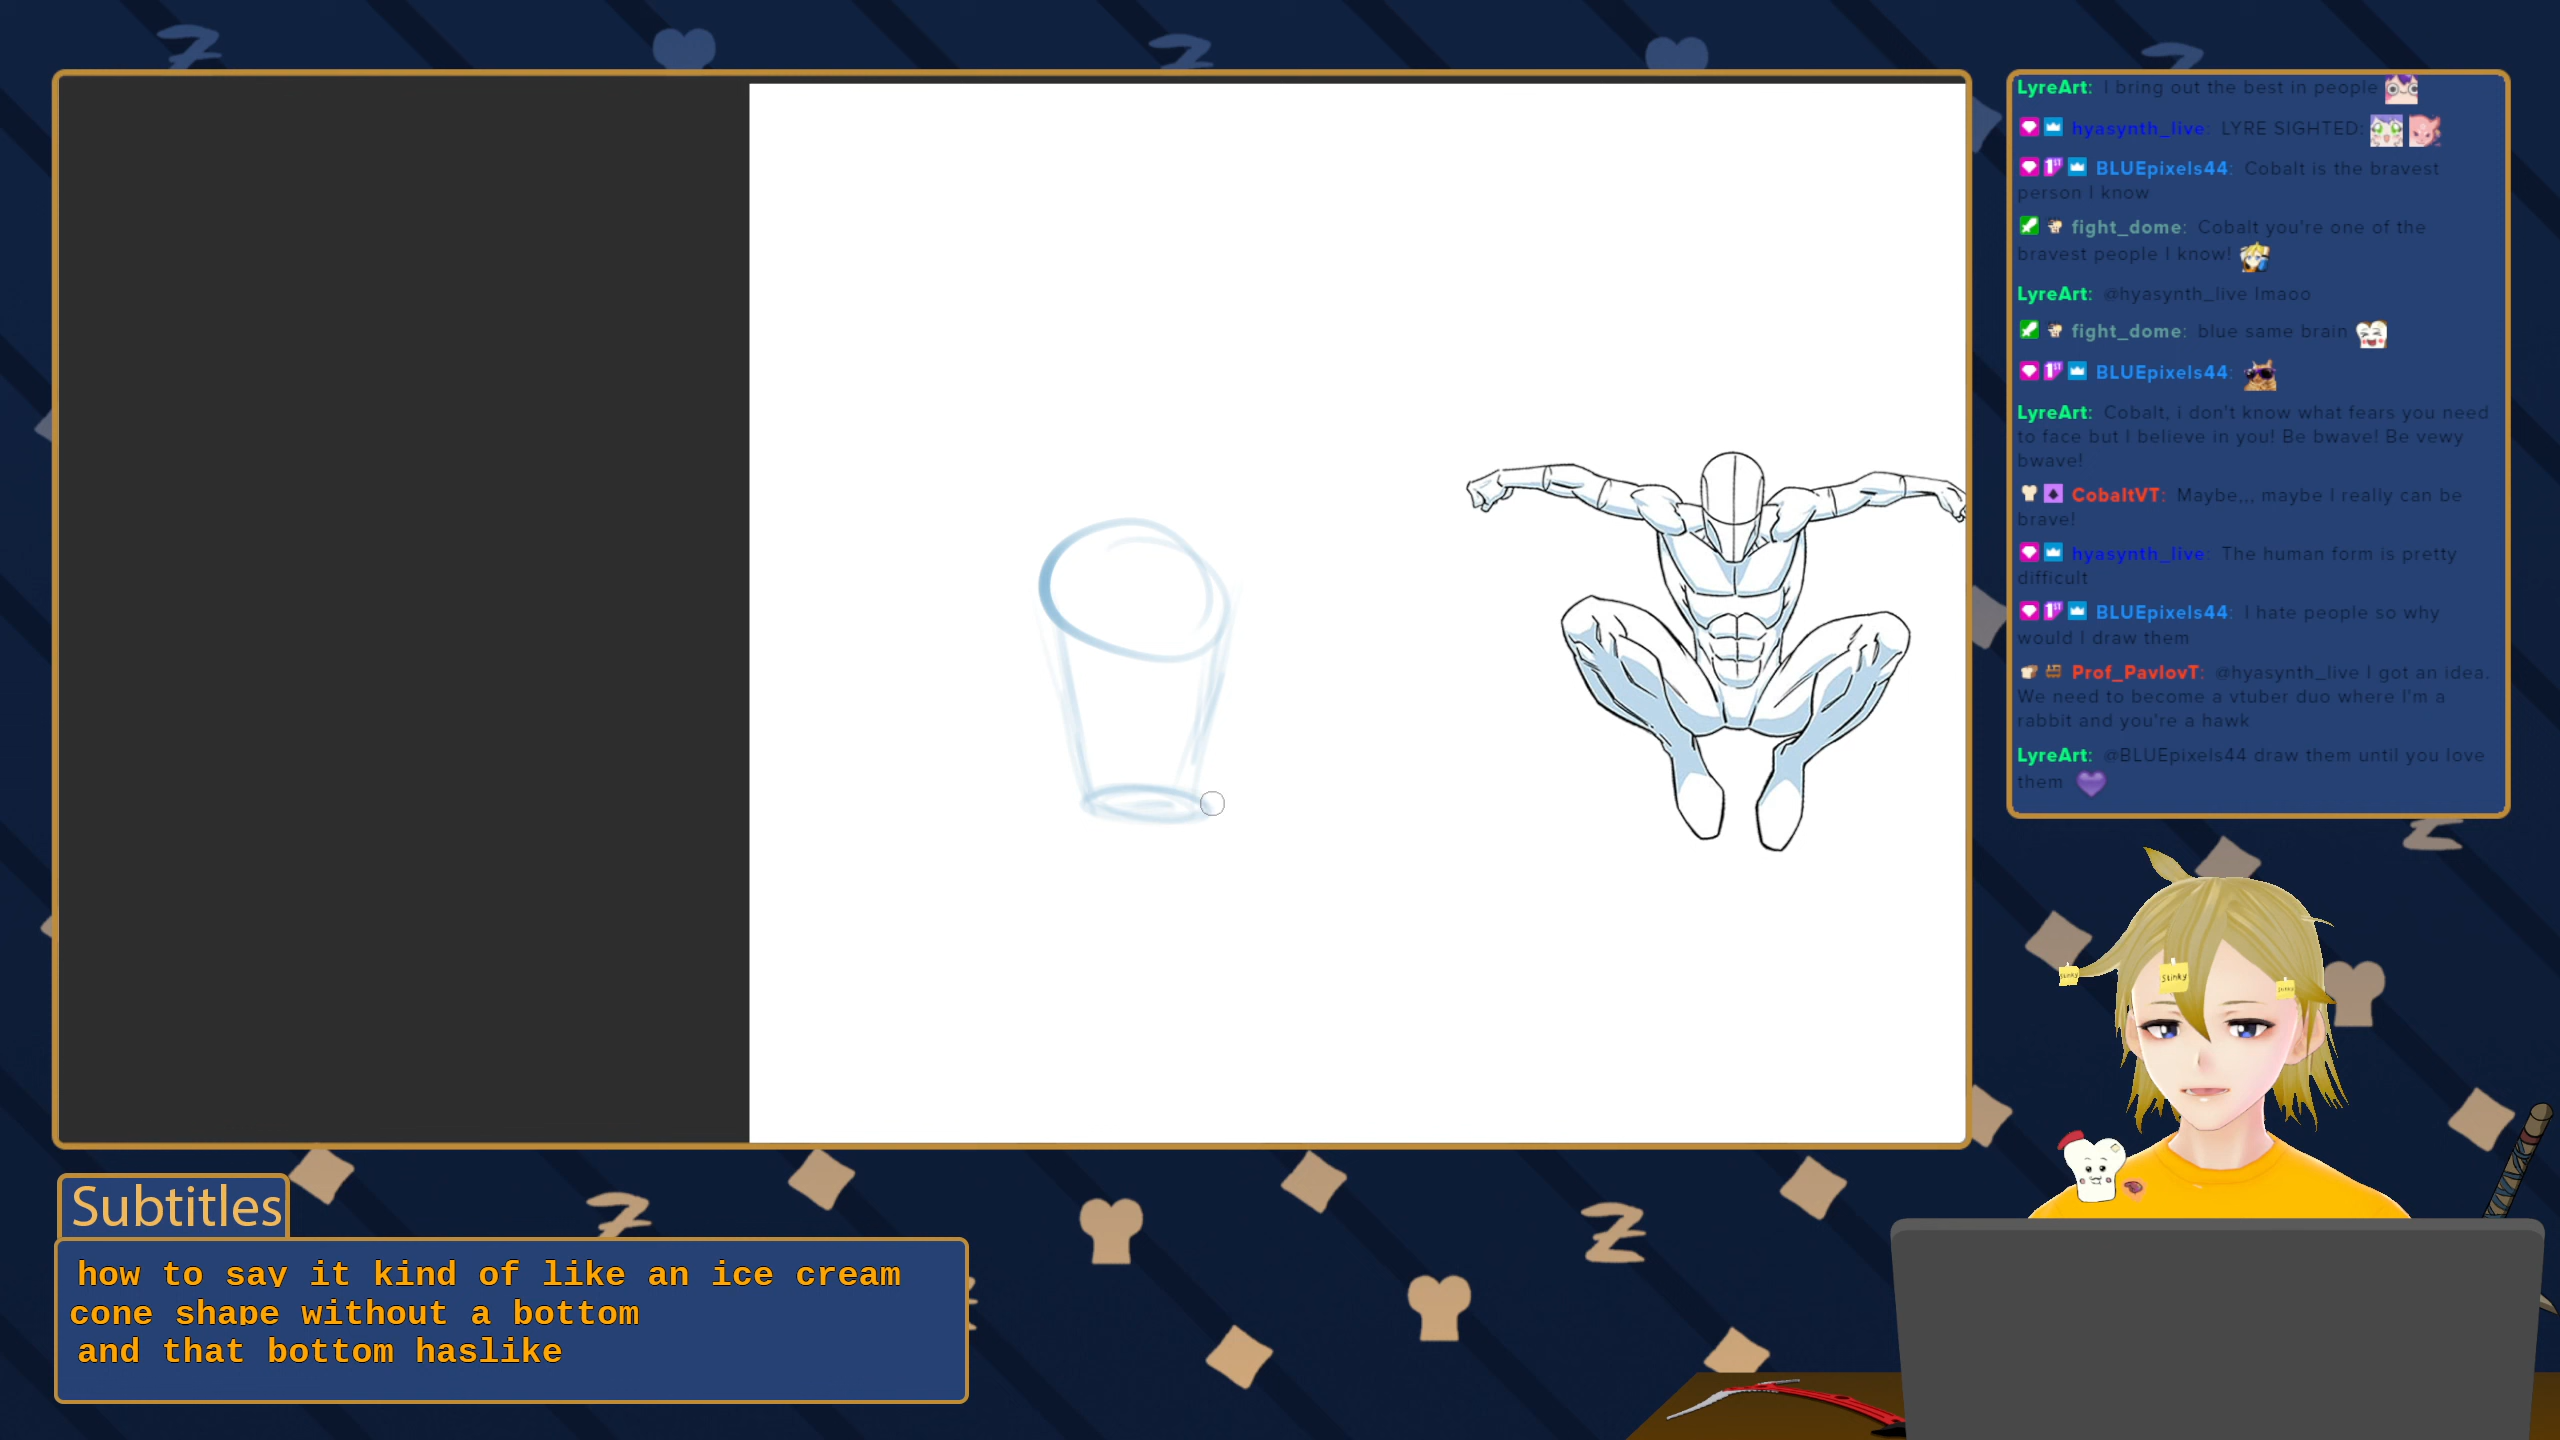 LyreArt: I bring out the best in people
hyasynth_live: LYRE SIGHTED:
BLUEpixels44: Cobalt is the bravest
person I know
fight_dome: Cobalt you're one of the
bravest people I know!
LyreArt: @hyasynth_live lmaoo
fight_dome: blue same brain
BLUEpixels44:
LyreArt: Cobalt, i don't know what fears you need
to face but I believe in you! Be bwave! Be vewy
bwave!
CobaltVT: Maybe,,, maybe I really can be
brave!
hyasynth_live: The human form is pretty
difficult
BLUEpixels44: I hate people so why
would I draw them
Prof_PavlovT: @hyasynth_live I got an idea.
We need to become a vtuber duo where I'm a
rabbit and you're a hawk
LyreArt: @BLUEpixels44 draw them until you love
them
Stinky
Stinky
Stinky
Subtitles
how to say it kind of like an ice cream
cone shape without a bottom
and that bottom haslike